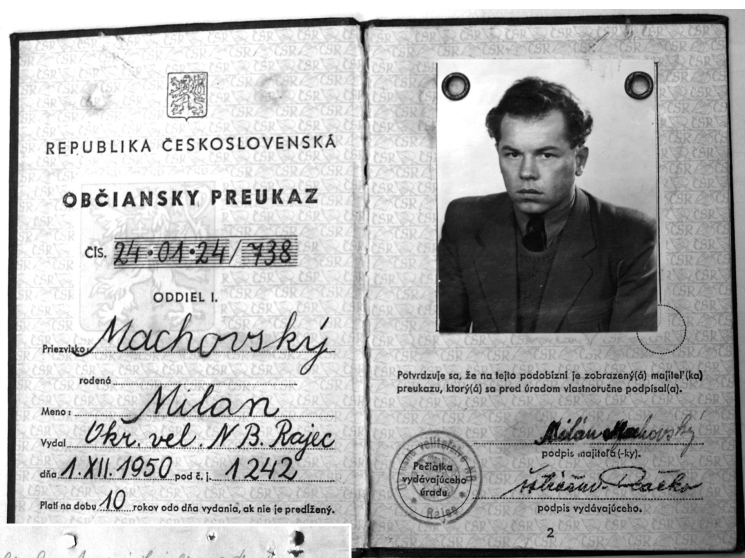 REPUBLIKA ČESKOSLOVENSKÁ
OBČIANSKY PREUKAZ
ČÍS. 24·01·24/738
ODDIEL I.
Priezvisko: Machovský
rodená
Meno: Milan
Vydal Okr. vel. N B. Rajec
dňa 1. XII. 1950 pod č. j. 1242
Platí na dobu 10 rokov odo dňa vydania, ak nie je predĺžený.
Potvrdzuje sa, že na tejto podobizni je zobrazený(á) majiteľ(ka)
preukazu, ktorý(á) sa pred úradom vlastnoručne podpísal(a).
Milán Machovský
podpis majiteľa (-ky).
Pečiatka
vydávajúceho
úradu
Rajec
podpis vydávajúceho.
2